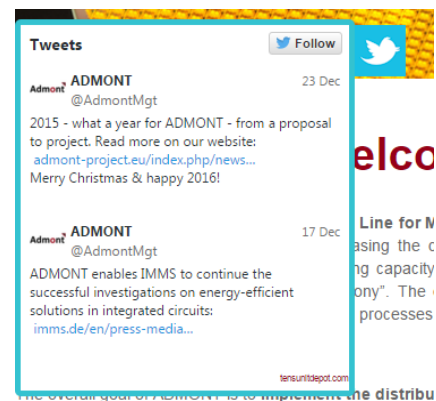 Tweets
Follow
Admont ADMONT 23 Dec
@AdmontMgt
2015 - what a year for ADMONT - from a proposal
to project. Read more on our website:
admont-project.eu/index.php/news...
Merry Christmas & happy 2016!
Admont ADMONT 17 Dec
@AdmontMgt
ADMONT enables IMMS to continue the
successful investigations on energy-efficient
solutions in integrated circuits:
imms.de/en/press-media...
tensunitdepot.com
elco
Line for M
asing the c
ng capacity
ony". The
processes
The overall goal of ADMONT is to implement the distribu